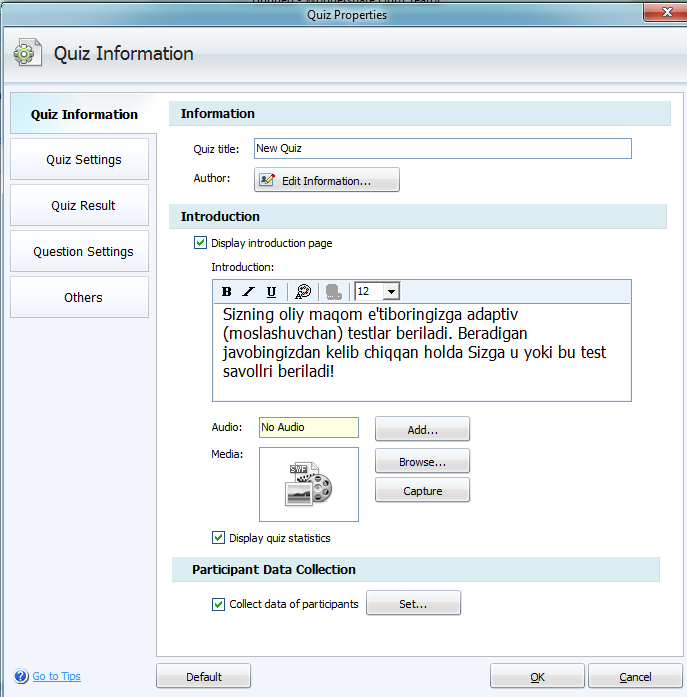 Quiz Properties
Quiz Information
Quiz Information
Quiz Settings
Quiz Result
Question Settings
Others
Information
Quiz title: New Quiz
Author: Edit Information...
Introduction
Display introduction page
Introduction:
B I U 12
Sizning oliy maqom e'tiboringizga adaptiv
(moslashuvchan) testlar beriladi. Beradigan
javobingizdan kelib chiqqan holda Sizga u yoki bu test
savollri beriladi!
Audio: No Audio Add...
Media: SWF Browse...
Capture
Display quiz statistics
Participant Data Collection
Collect data of participants Set...
Go to Tips Default OK Cancel